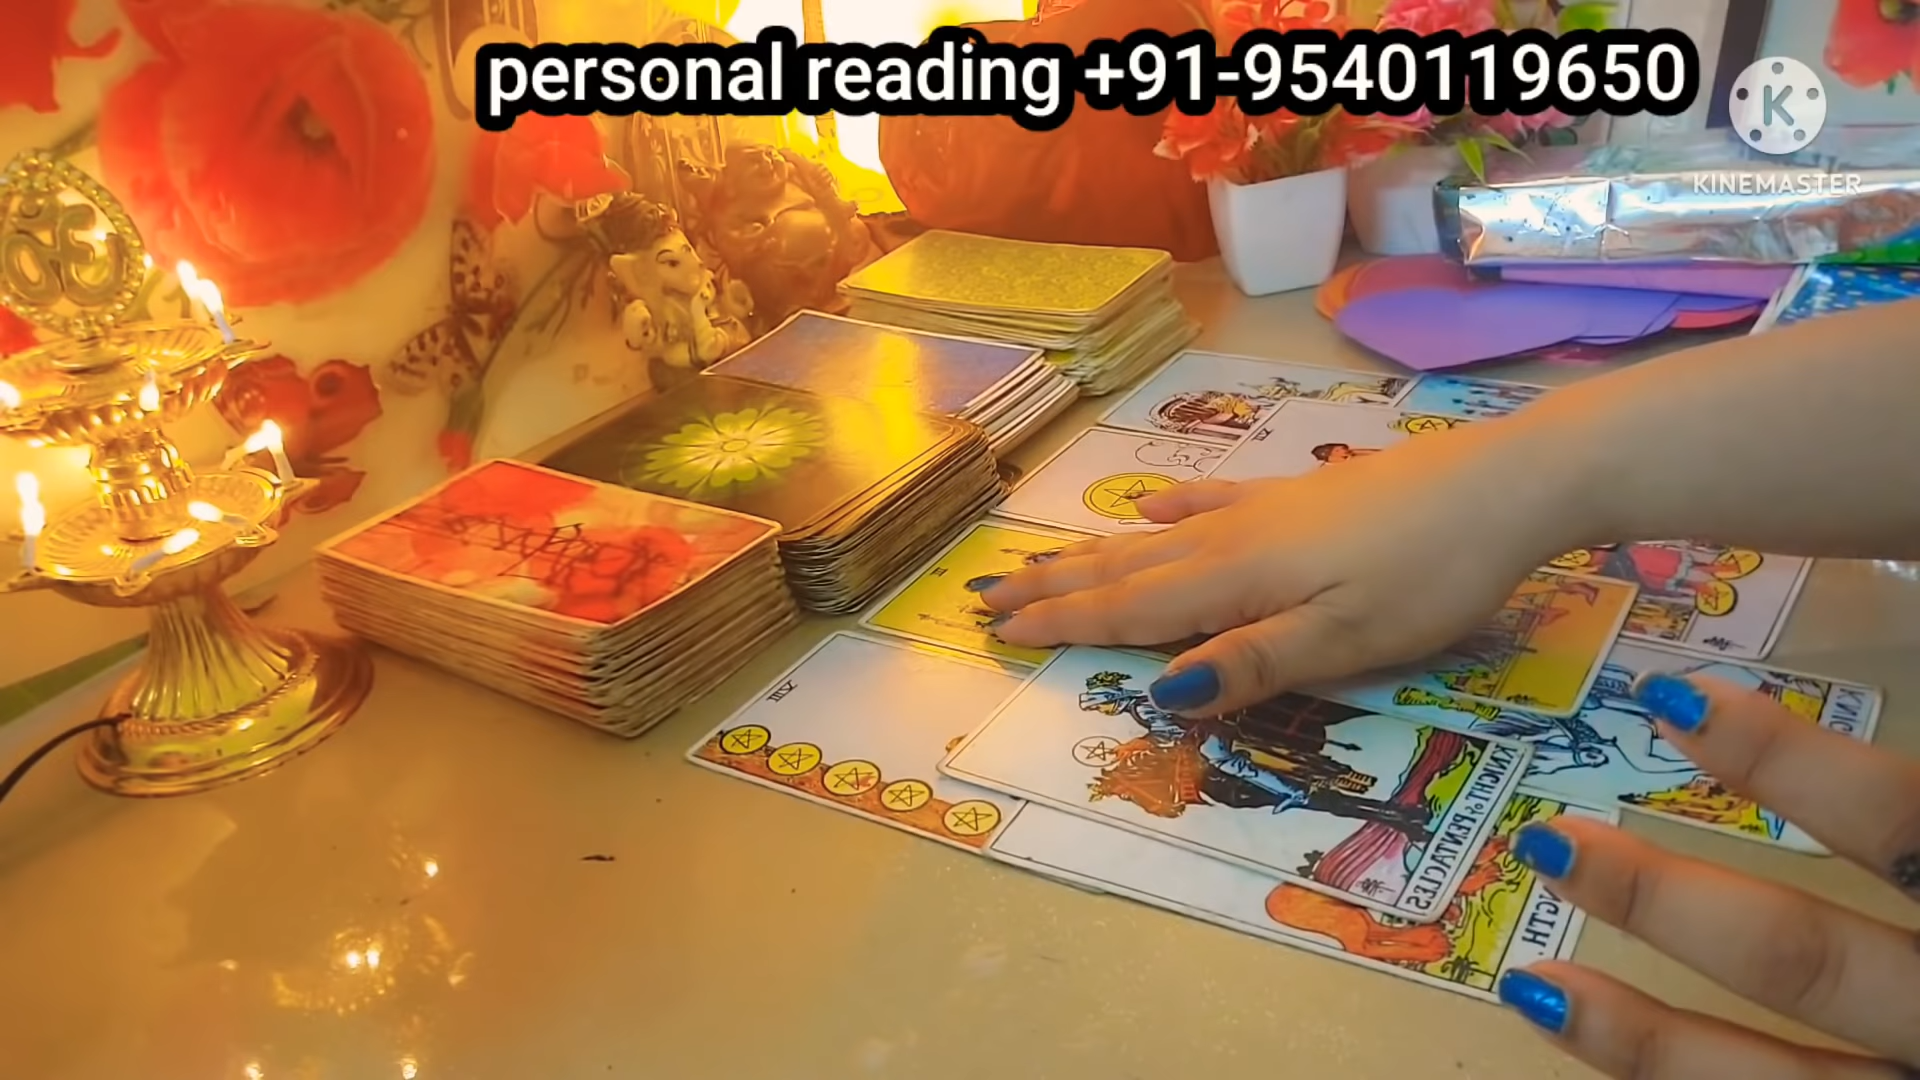 personal reading +91-9540119650
K
KINEMASTER
KNIGHT of PENTACLES